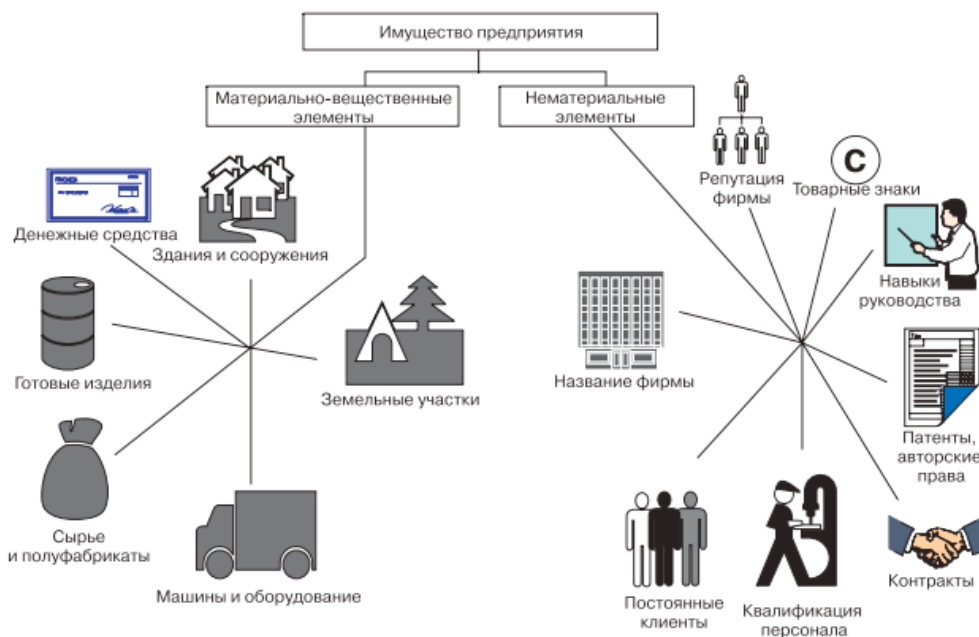 Имущество предприятия
Материально-вещественные
элементы
Нематериальные
элементы
Денежные средства
Здания и сооружения
Готовые изделия
Земельные участки
Сырье
и полуфабрикаты
Машины и оборудование
Репутация
фирмы
C
Товарные знаки
Навыки
руководства
Название фирмы
Патенты,
авторские
права
Постоянные
клиенты
Квалификация
персонала
Контракты